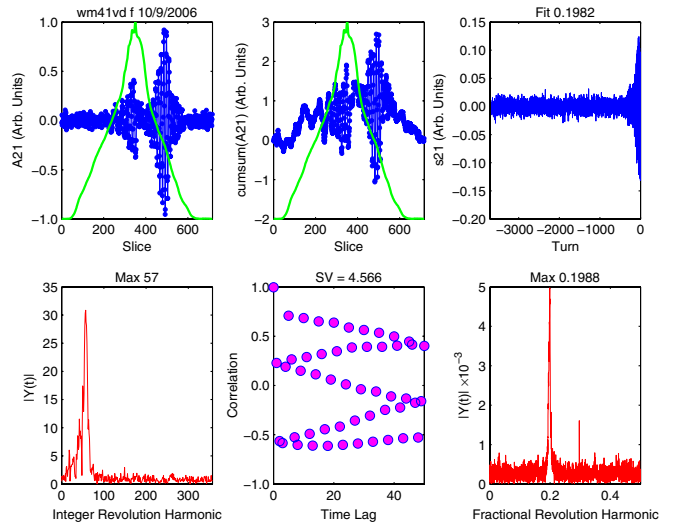 wm41vd f 10/9/2006
1.0
0.5
0.0
−0.5
−1.0
0 200 400 600
A21 (Arb. Units)
Slice
3
2
1
0
−1
−2
0 200 400 600
cumsum(A21) (Arb. Units)
Slice
Fit 0.1982
0.15
0.10
0.05
0.00
−0.05
−0.10
−0.15
−0.20
−3000 −2000 −1000 0
s21 (Arb. Units)
Turn
Max 57
35
30
25
20
15
10
5
0
0 100 200 300
|Y(t)|
Integer Revolution Harmonic
SV = 4.566
1.0
0.5
0.0
−0.5
−1.0
0 20 40
Correlation
Time Lag
Max 0.1988
5
4
3
2
1
0
0.0 0.2 0.4
|Y(t)| ×10−3
Fractional Revolution Harmonic